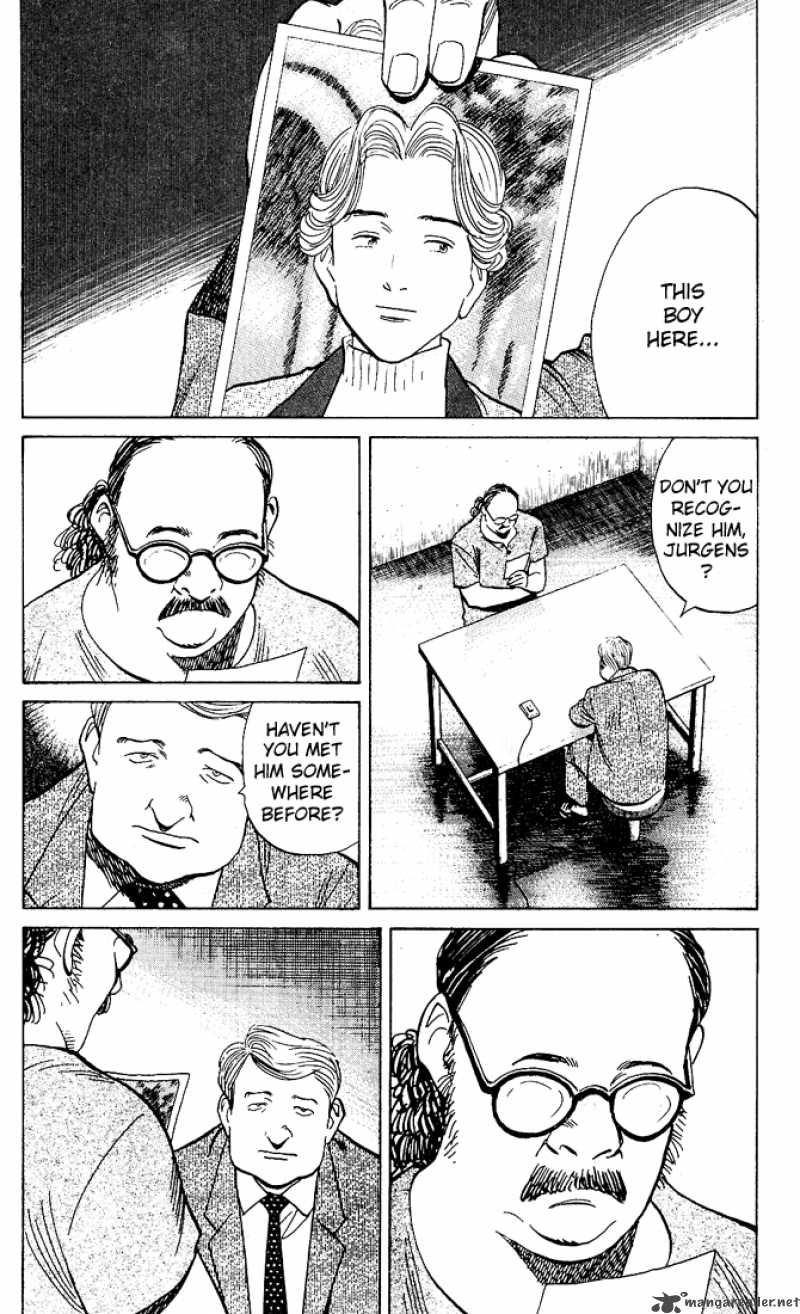 THIS
BOY
HERE...
DON'T YOU
RECOG-
NIZE HIM,
JURGENS
?
HAVEN'T
YOU MET
HIM SOME-
WHERE
BEFORE?
mangareader.net